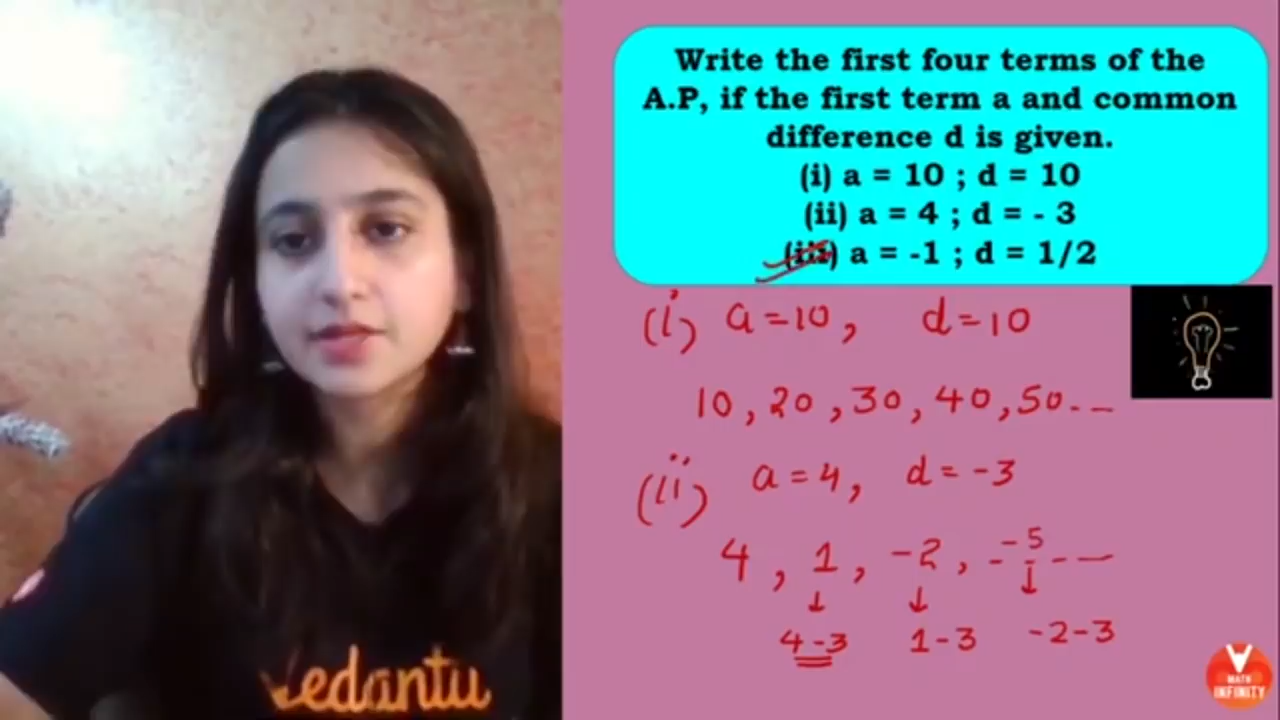 Write the first four terms of the
A.P, if the first term a and common
difference d is given.
(i) a = 10 ; d = 10
(ii) a = 4 ; d = - 3
(iii) a = -1 ; d = 1/2
(i) a = 10, d = 10
10, 20, 30, 40, 50. --
(ii) a = 4, d = -3
4, 1, -2, -5 ---
4-3 1-3 -2-3
Vedantu
MATH
INFINITY